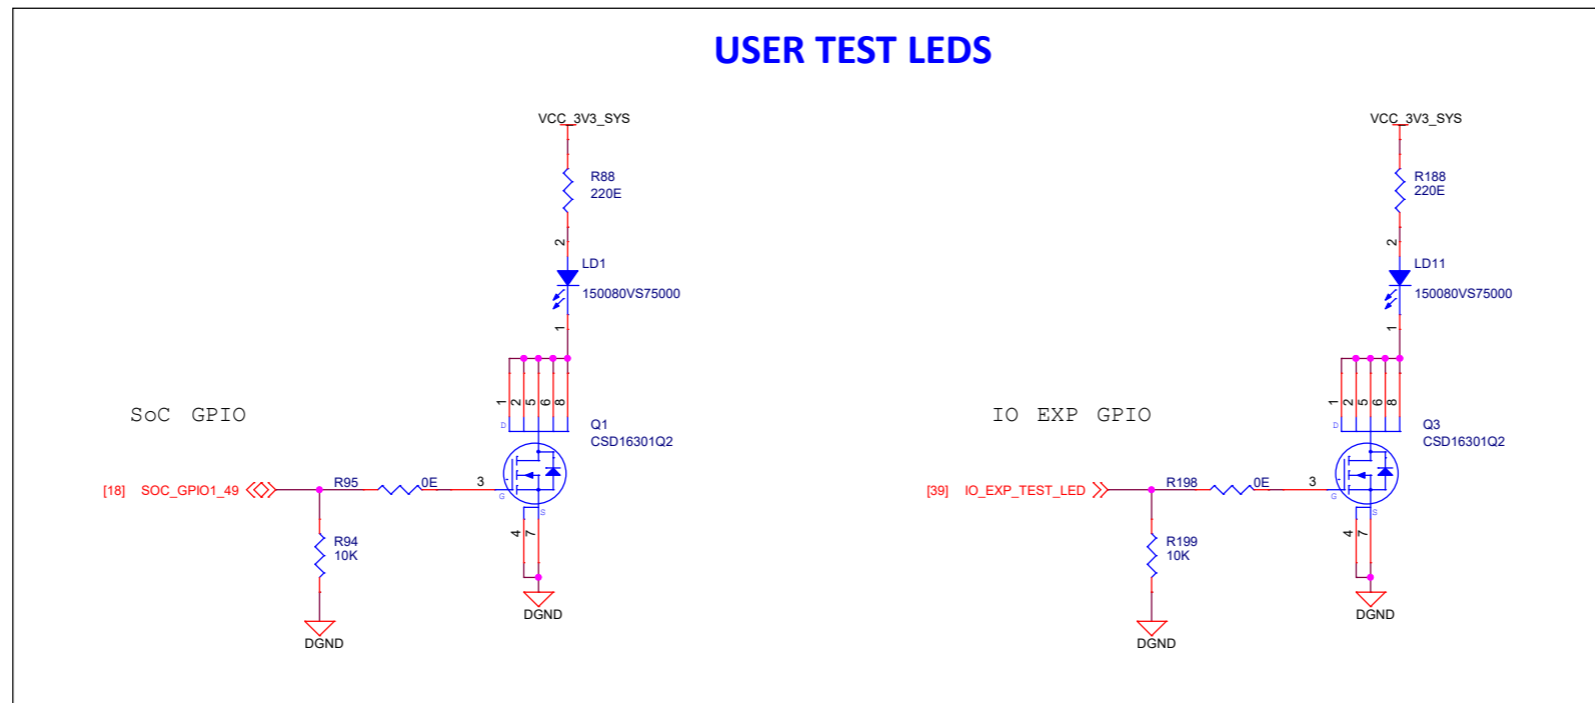 USER TEST LEDS
VCC_3V3_SYS
R88
220E
2
LD1
150080VS75000
1
1
2
5
6
8
D
SoC GPIO
Q1
CSD16301Q2
[18] SOC_GPIO1_49
R95
0E
3
G
S
4
7
R94
10K
DGND
DGND
VCC_3V3_SYS
R188
220E
2
LD11
150080VS75000
1
1
2
5
6
8
D
IO EXP GPIO
Q3
CSD16301Q2
[39] IO_EXP_TEST_LED
R198
0E
3
G
S
4
7
R199
10K
DGND
DGND